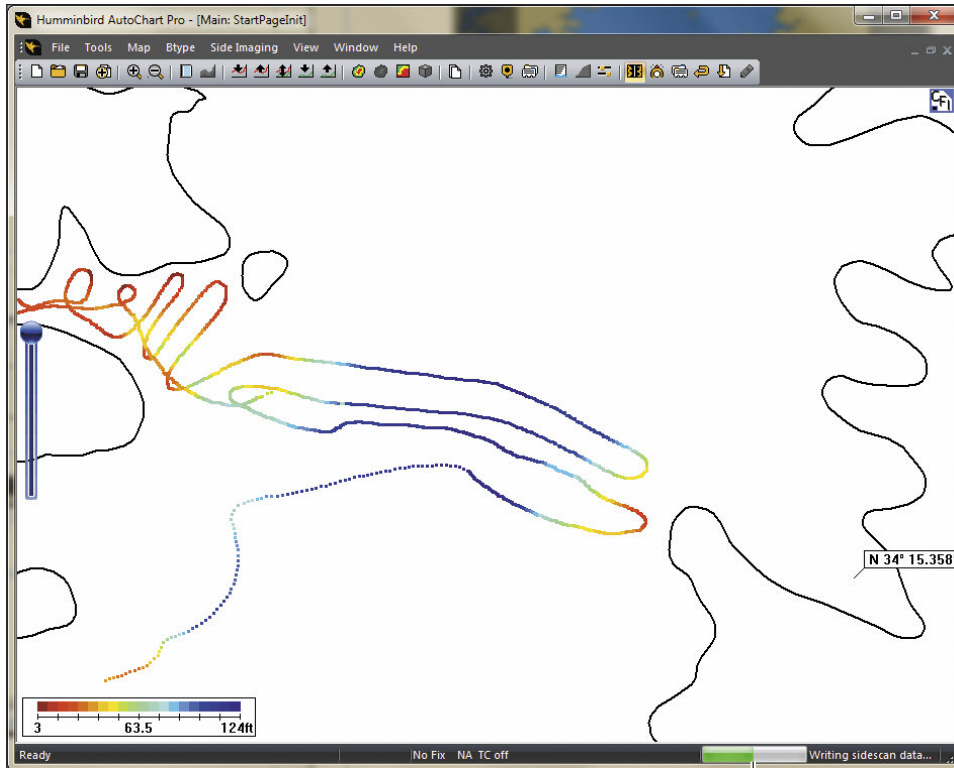 Humminbird AutoChart Pro - [Main: StartPageInit]
File Tools Map Btype Side Imaging View Window Help
CFI
N 34° 15.358'
3 63.5 124ft
Ready No Fix NA TC off Writing sidescan data...